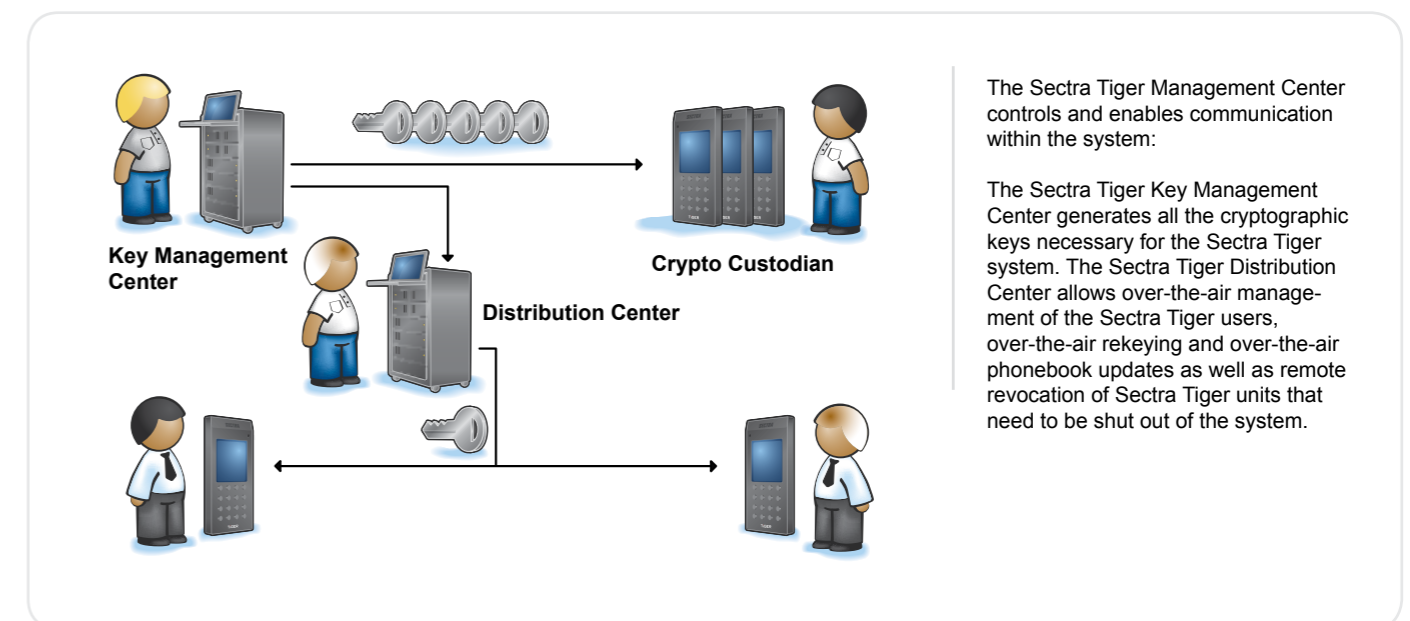 Key Management
Center
Crypto Custodian
Distribution Center
TIGER
TIGER
TIGER
The Sectra Tiger Management Center
controls and enables communication
within the system:
The Sectra Tiger Key Management
Center generates all the cryptographic
keys necessary for the Sectra Tiger
system. The Sectra Tiger Distribution
Center allows over-the-air manage-
ment of the Sectra Tiger users,
over-the-air rekeying and over-the-air
phonebook updates as well as remote
revocation of Sectra Tiger units that
need to be shut out of the system.